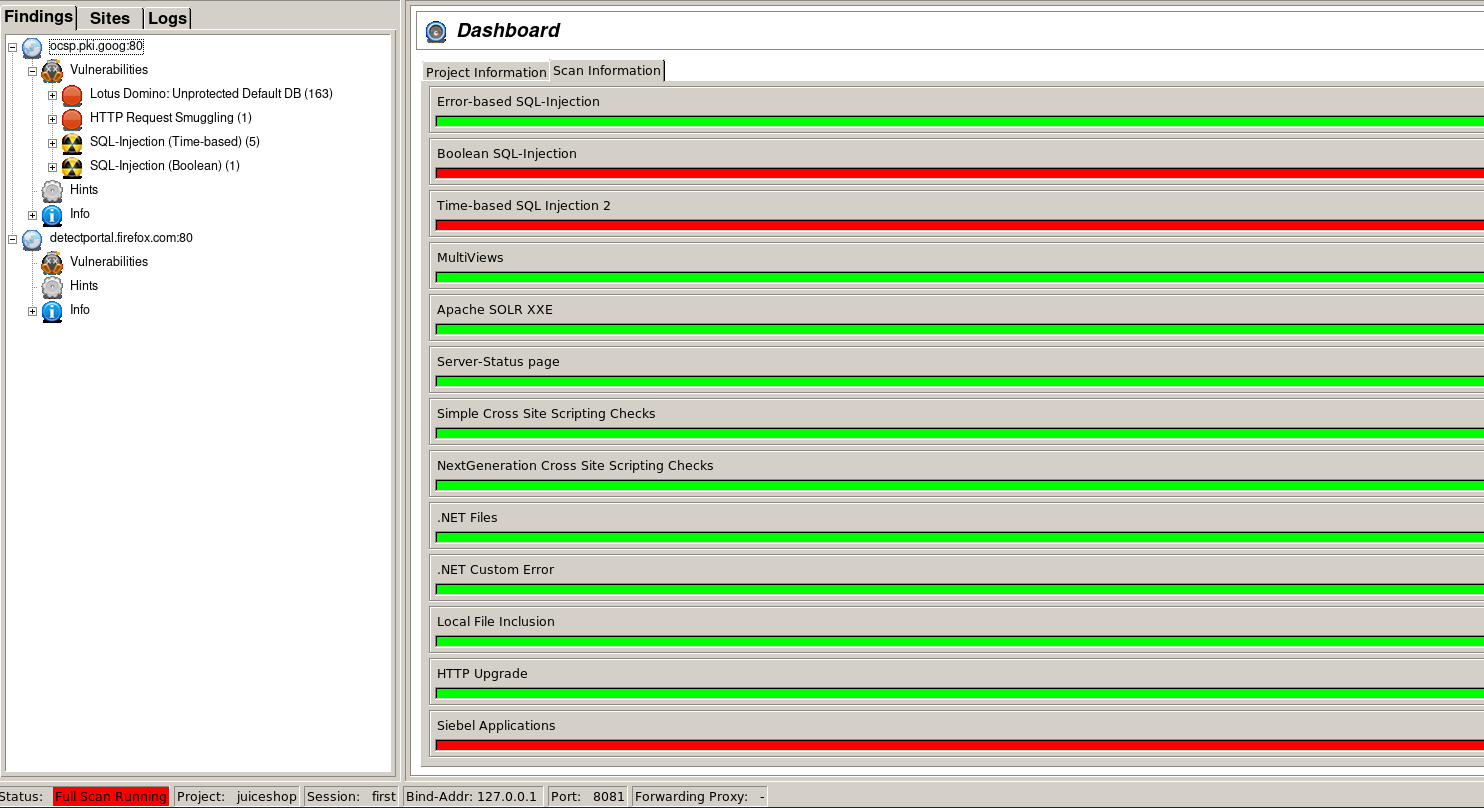 Findings Sites Logs
ocsp.pki.goog:80
Vulnerabilities
Lotus Domino: Unprotected Default DB (163)
HTTP Request Smuggling (1)
SQL-Injection (Time-based) (5)
SQL-Injection (Boolean) (1)
Hints
Info
detectportal.firefox.com:80
Vulnerabilities
Hints
Info
Dashboard
Project Information Scan Information
Error-based SQL-Injection
Boolean SQL-Injection
Time-based SQL Injection 2
MultiViews
Apache SOLR XXE
Server-Status page
Simple Cross Site Scripting Checks
NextGeneration Cross Site Scripting Checks
.NET Files
.NET Custom Error
Local File Inclusion
HTTP Upgrade
Siebel Applications
Status: Full Scan Running Project: juiceshop Session: first Bind-Addr: 127.0.0.1 Port: 8081 Forwarding Proxy: -